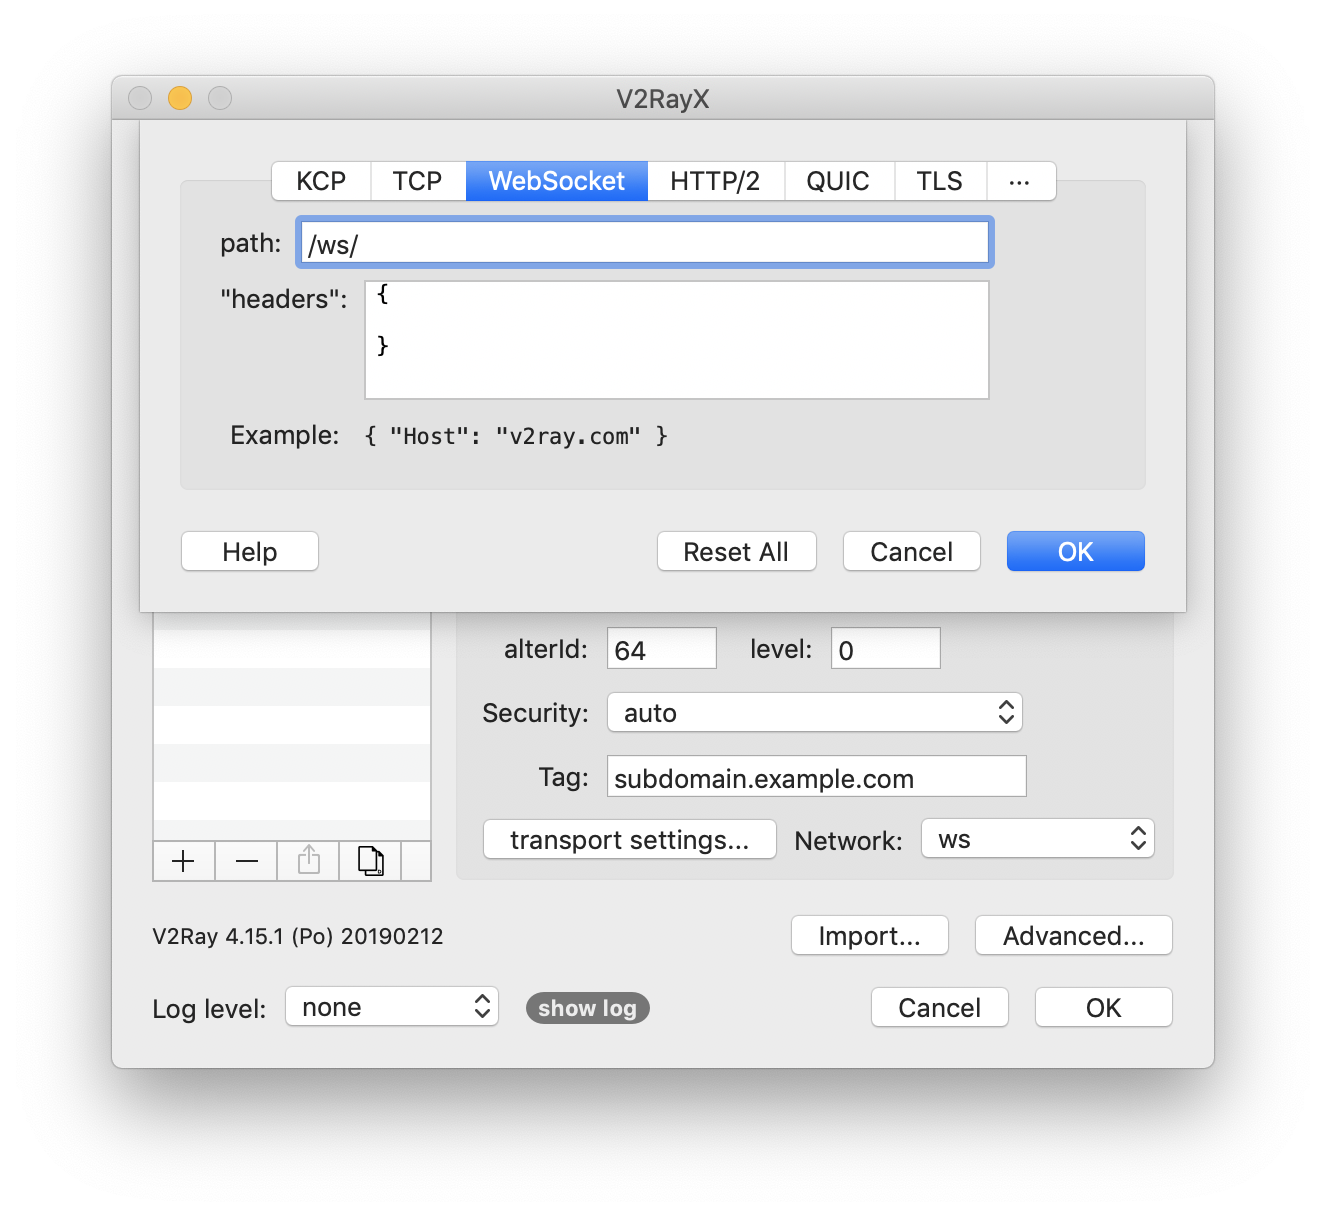 V2RayX
KCP TCP WebSocket HTTP/2 QUIC TLS ...
path: /ws/
"headers": {
}
Example: { "Host": "v2ray.com" }
Help Reset All Cancel OK
alterId: 64 level: 0
Security: auto
Tag: subdomain.example.com
transport settings... Network: ws
V2Ray 4.15.1 (Po) 20190212 Import... Advanced...
Log level: none show log Cancel OK